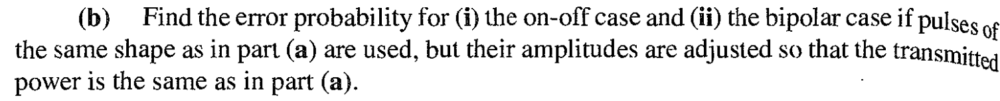 (b) Find the error probability for (i) the on-off case and (ii) the bipolar case if pulses of
the same shape as in part (a) are used, but their amplitudes are adjusted so that the transmitted
power is the same as in part (a).